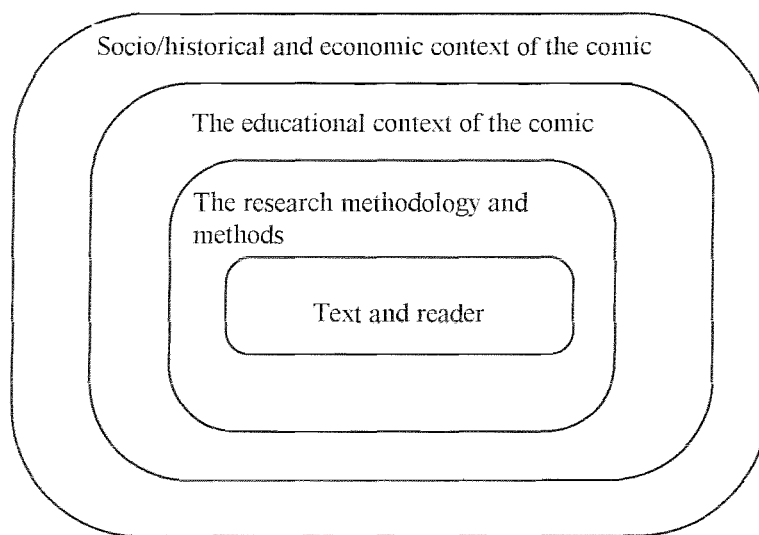 Socio/historical and economic context of the comic
The educational context of the comic
The research methodology and
methods
Text and reader